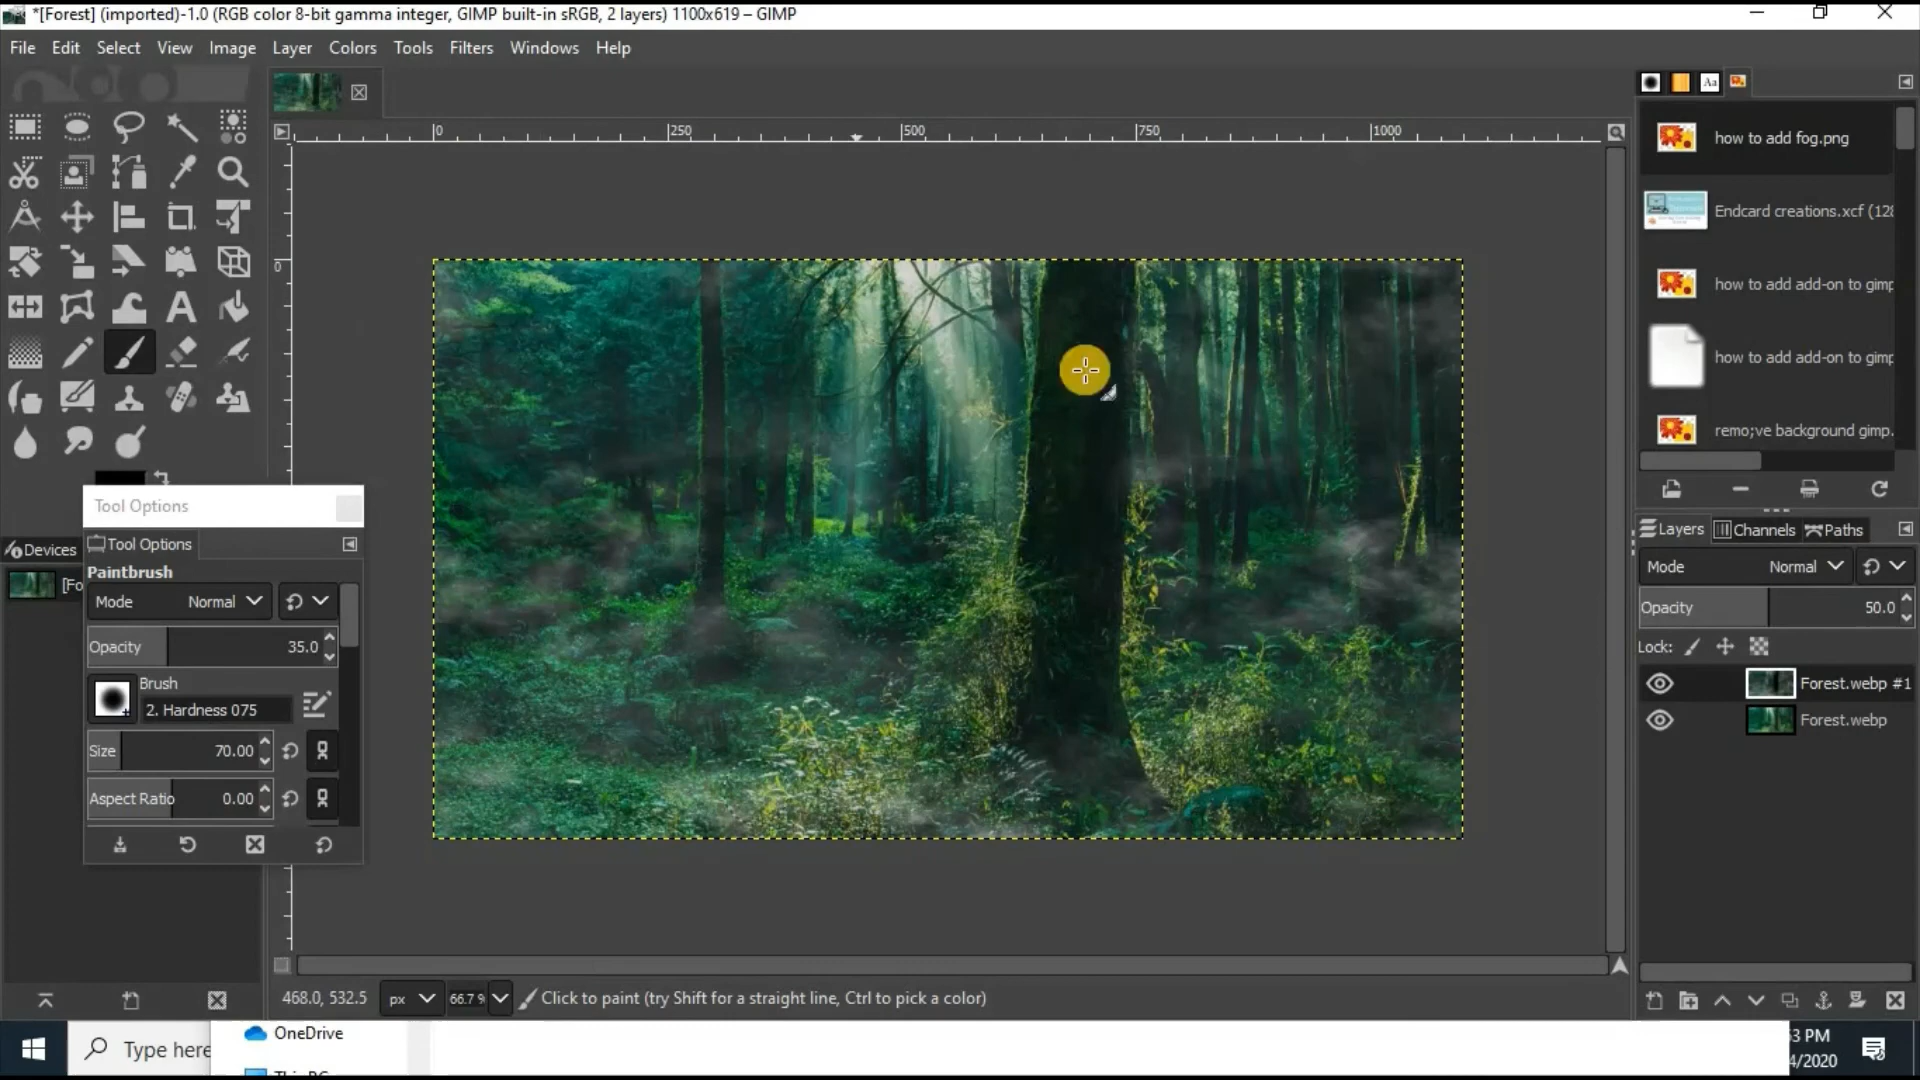 *[Forest] (imported)-1.0 (RGB color 8-bit gamma integer, GIMP built-in sRGB, 2 layers) 1100x619 – GIMP
File Edit Select View Image Layer Colors Tools Filters Windows Help
0 250 500 750 1000
0
Aa
how to add fog.png
Endcard creations.xcf (128
how to add add-on to gimp
how to add add-on to gimp
remo;ve background gimp.
Tool Options
Devices
Tool Options
[Fo
Paintbrush
Mode Normal
Opacity 35.0
Brush
2. Hardness 075
Size 70.00
Aspect Ratio 0.00
Layers Channels Paths
Mode Normal
Opacity 50.0
Lock:
Forest.webp #1
Forest.webp
468.0, 532.5 px 66.7 % Click to paint (try Shift for a straight line, Ctrl to pick a color)
Type here
OneDrive
3 PM
4/2020